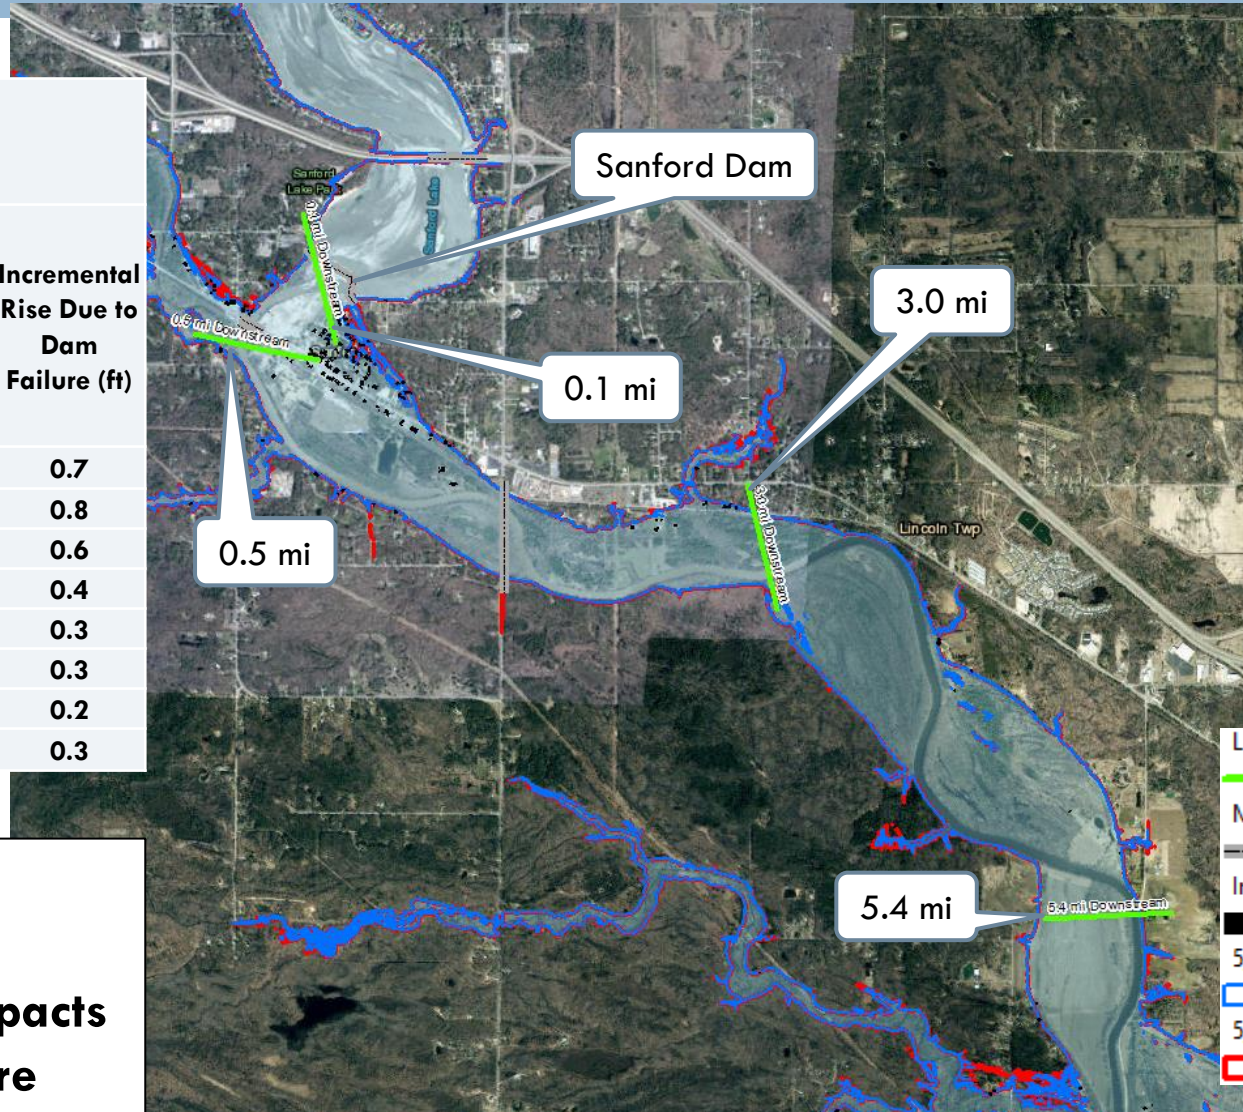 Incremental
Rise Due to
Dam
Failure (ft)
0.7
0.8
0.6
0.4
0.3
0.3
0.2
0.3
Sanford Dam
Sanford
Sanford Lake
0.1 mi Downstream
3.0 mi
0.5 mi Downstream
0.1 mi
0.5 mi
3.0 mi Downstream
Lincoln Twp
5.4 mi
5.4 mi Downstream
pacts
re
L
N
5
5